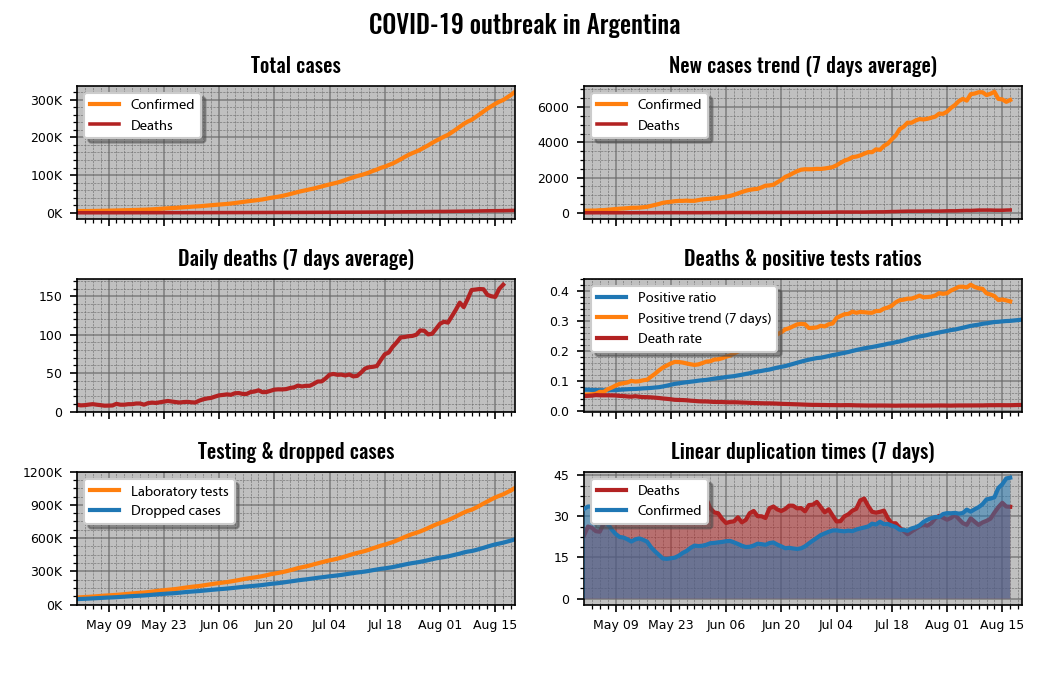 COVID-19 outbreak in Argentina
Total cases
300K
200K
100K
0K
Confirmed
Deaths
New cases trend (7 days average)
6000
4000
2000
0
Confirmed
Deaths
Daily deaths (7 days average)
150
100
50
0
Deaths & positive tests ratios
0.4
0.3
0.2
0.1
0.0
Positive ratio
Positive trend (7 days)
Death rate
Testing & dropped cases
1200K
900K
600K
300K
0K
Laboratory tests
Dropped cases
May 09 May 23 Jun 06 Jun 20 Jul 04 Jul 18 Aug 01 Aug 15
Linear duplication times (7 days)
45
30
15
0
Deaths
Confirmed
May 09 May 23 Jun 06 Jun 20 Jul 04 Jul 18 Aug 01 Aug 15